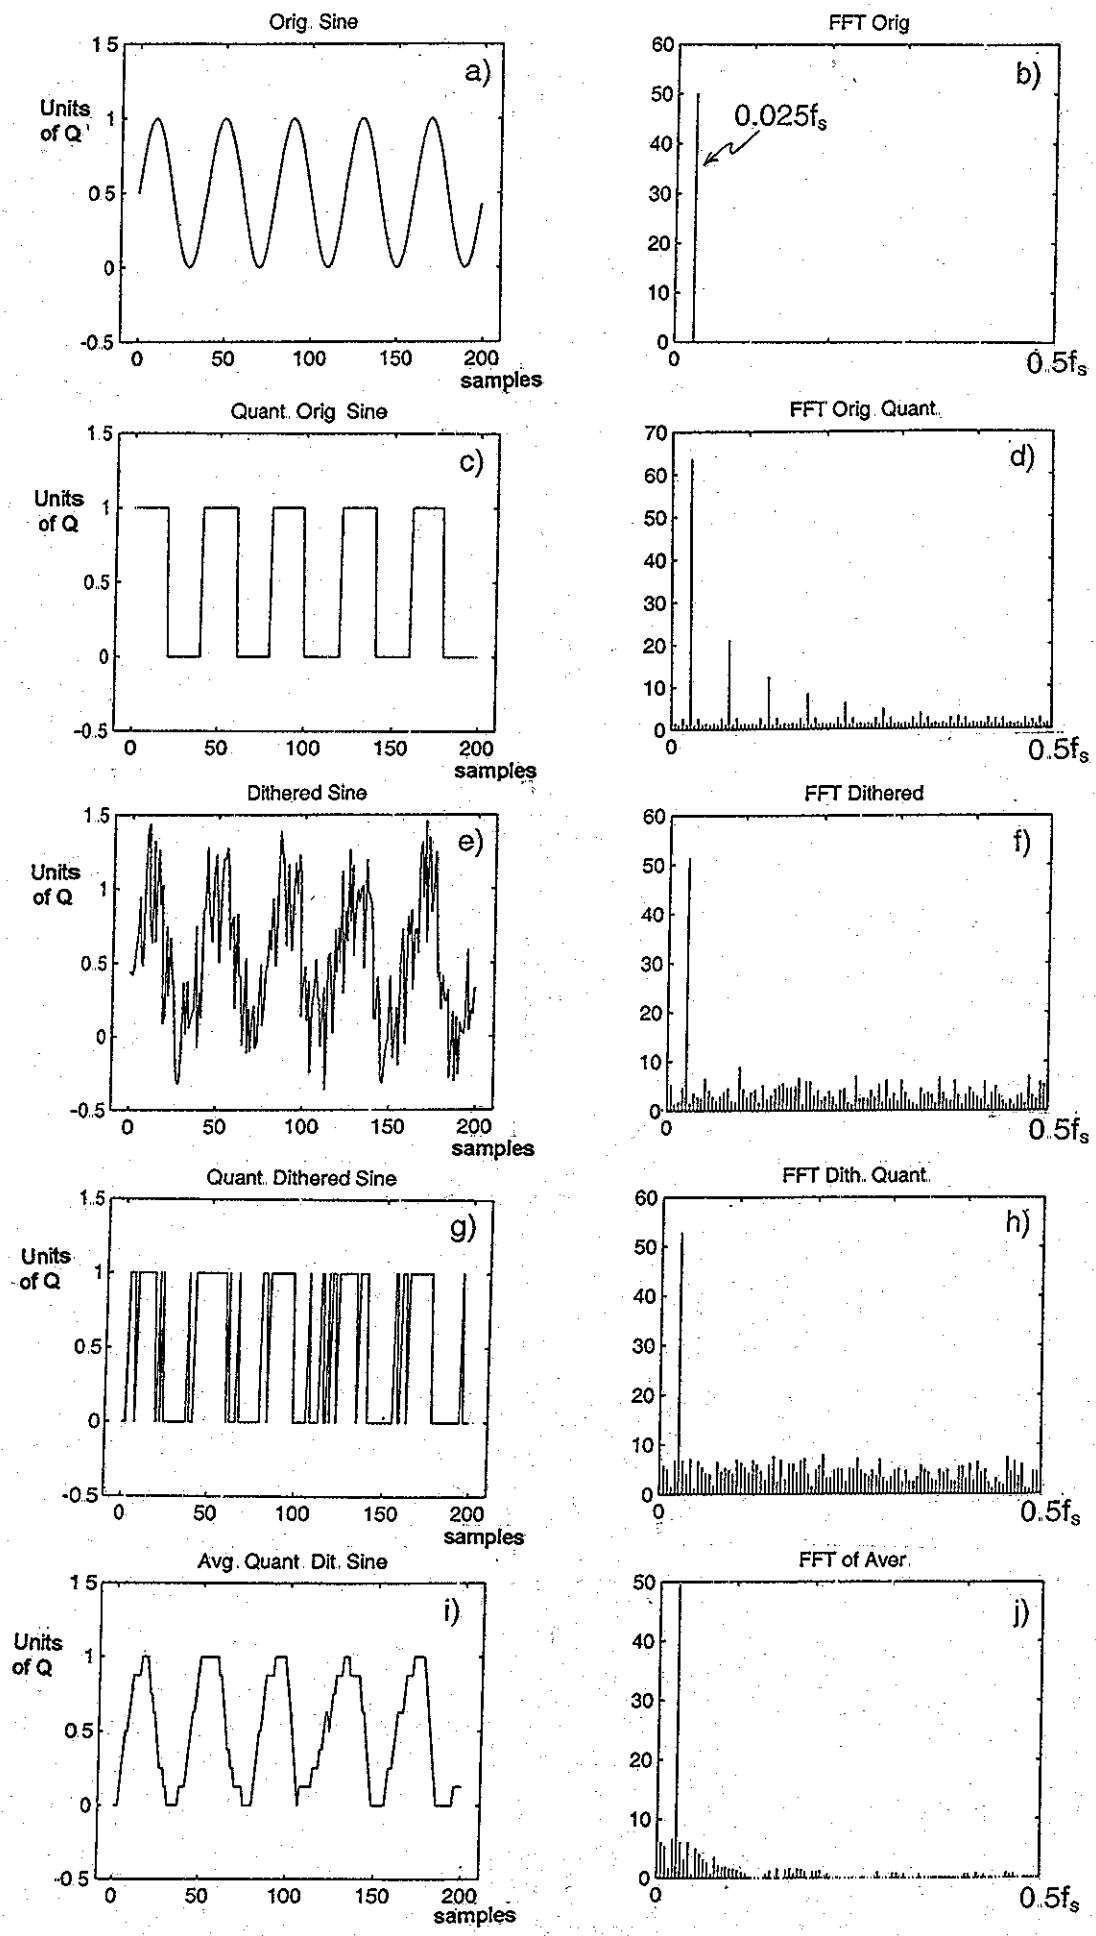 Orig. Sine
1.5
1
0.5
0
-0.5
Units
of Q
a)
0 50 100 150 200
samples
FFT Orig
60
50
40
30
20
10
0
b)
0.025fs
0
0.5fs
Quant. Orig. Sine
1.5
1
0.5
0
-0.5
Units
of Q
c)
0 50 100 150 200
samples
FFT Orig. Quant.
70
60
50
40
30
20
10
0
d)
0
0.5fs
Dithered Sine
1.5
1
0.5
0
-0.5
Units
of Q
e)
0 50 100 150 200
samples
FFT Dithered
60
50
40
30
20
10
0
f)
0
0.5fs
Quant. Dithered Sine
1.5
1
0.5
0
-0.5
Units
of Q
g)
0 50 100 150 200
samples
FFT Dith. Quant.
60
50
40
30
20
10
0
h)
0
0.5fs
Avg. Quant. Dit. Sine
1.5
1
0.5
0
-0.5
Units
of Q
i)
0 50 100 150 200
samples
FFT of Aver.
50
40
30
20
10
0
j)
0
0.5fs